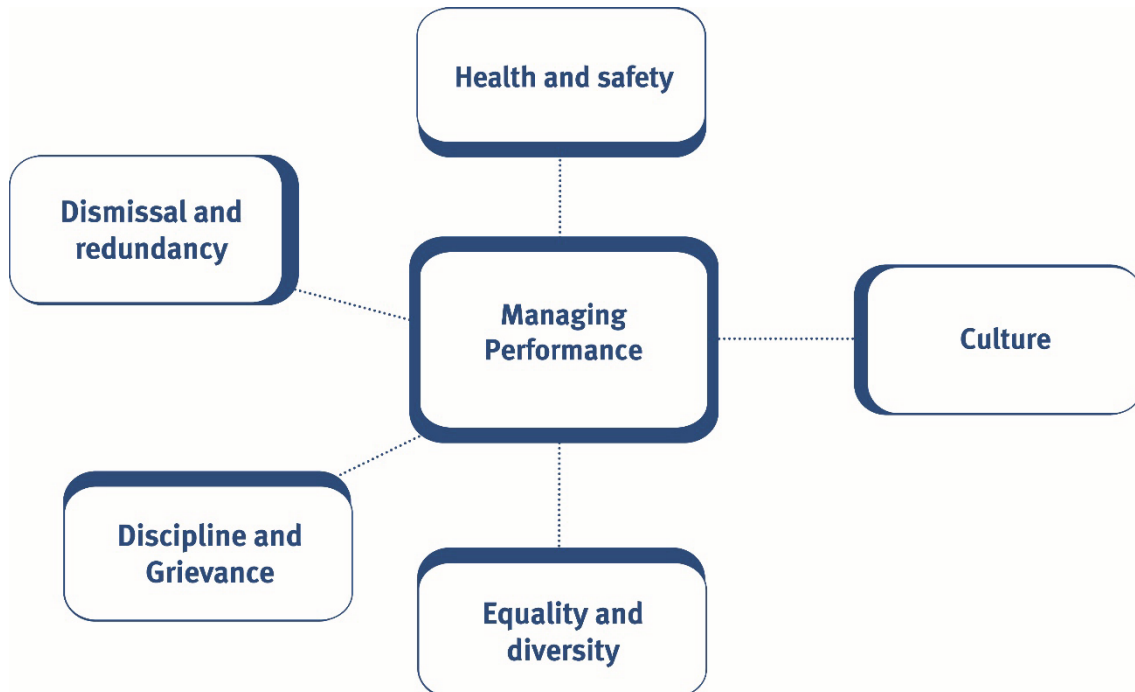 Health and safety
Dismissal and
redundancy
Managing
Performance
Culture
Discipline and
Grievance
Equality and
diversity